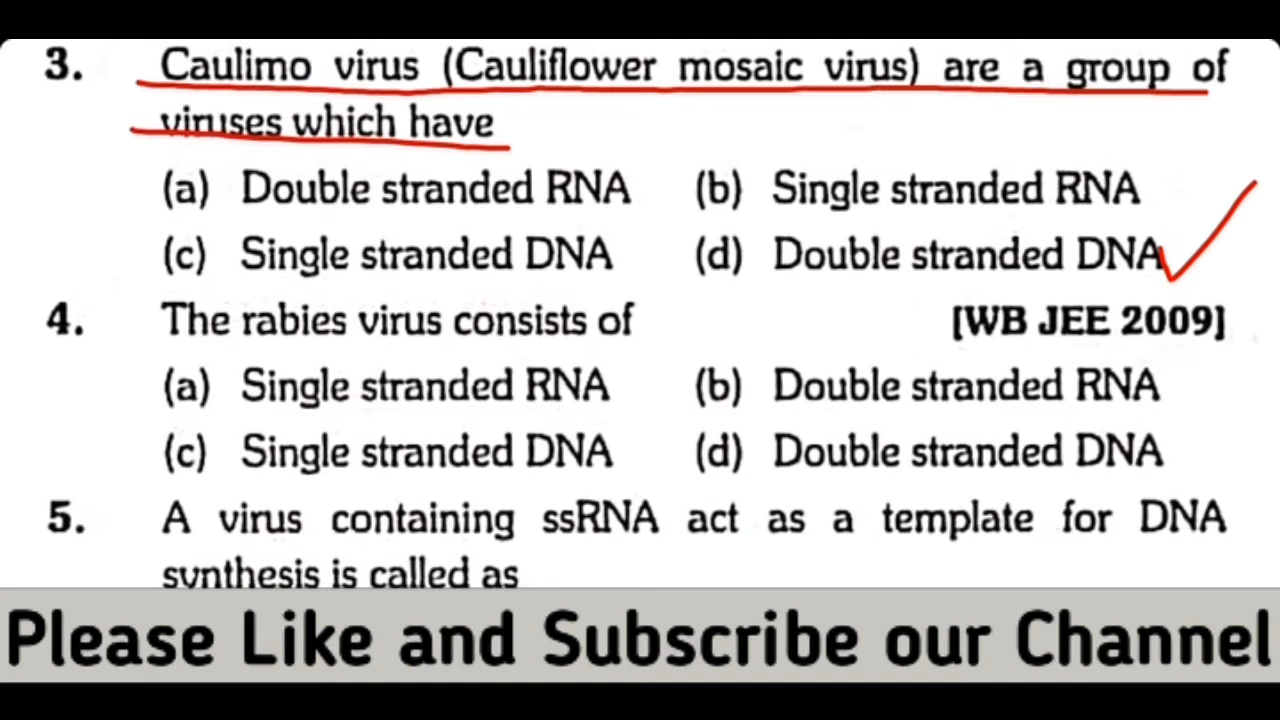 3. Caulimo virus (Cauliflower mosaic virus) are a group of
viruses which have
(a) Double stranded RNA (b) Single stranded RNA
(c) Single stranded DNA (d) Double stranded DNA
4. The rabies virus consists of [WB JEE 2009]
(a) Single stranded RNA (b) Double stranded RNA
(c) Single stranded DNA (d) Double stranded DNA
5. A virus containing ssRNA act as a template for DNA
synthesis is called as
Please Like and Subscribe our Channel